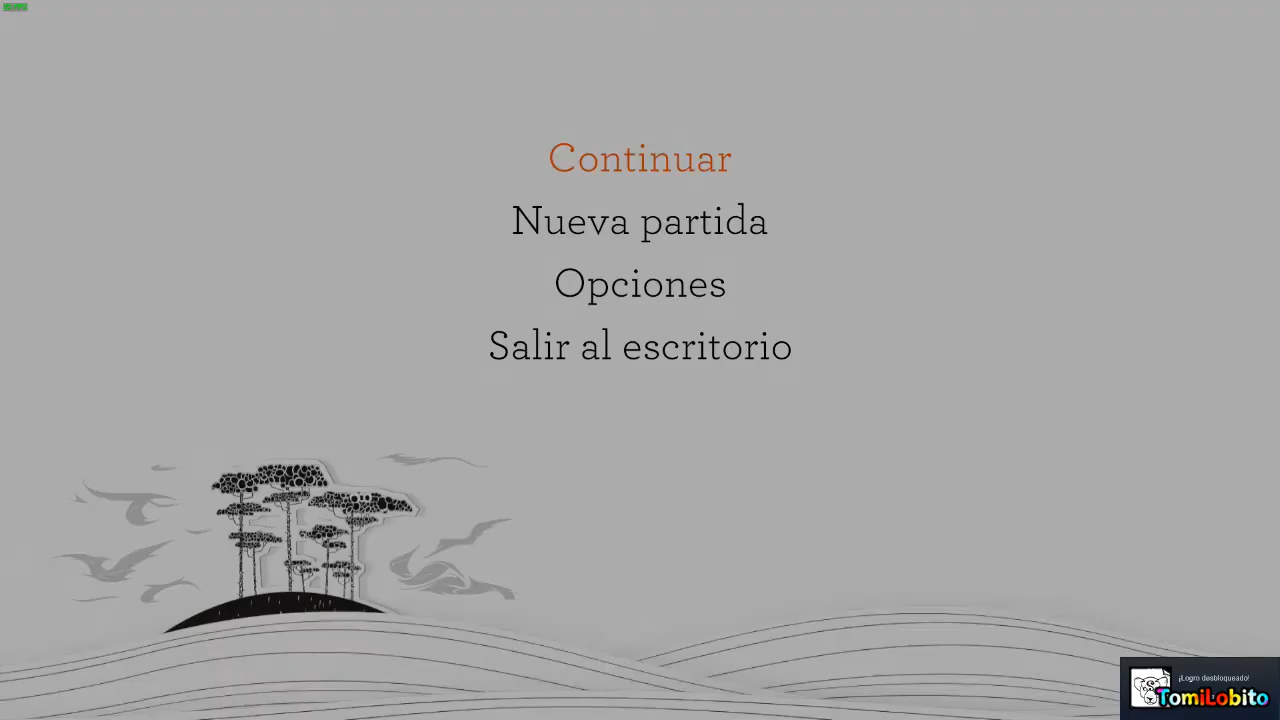 Continuar
Nueva partida
Opciones
Salir al escritorio
¡Logro desbloqueado!
TomiLobito